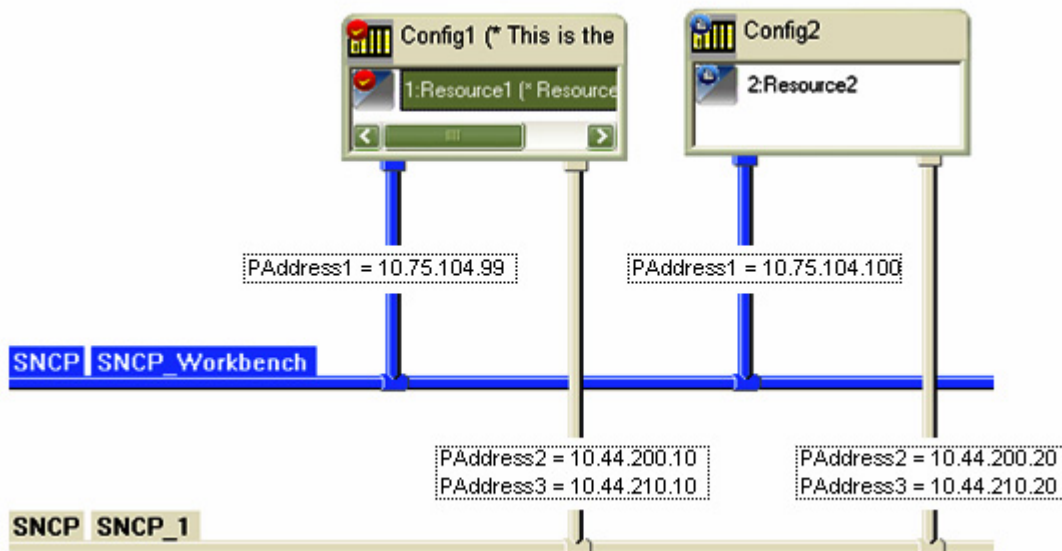 Config1 (* This is the
1:Resource1 (* Resource
Config2
2:Resource2
PAddress1 = 10.75.104.99
PAddress1 = 10.75.104.100
SNCP SNCP_Workbench
PAddress2 = 10.44.200.10
PAddress3 = 10.44.210.10
PAddress2 = 10.44.200.20
PAddress3 = 10.44.210.20
SNCP SNCP_1